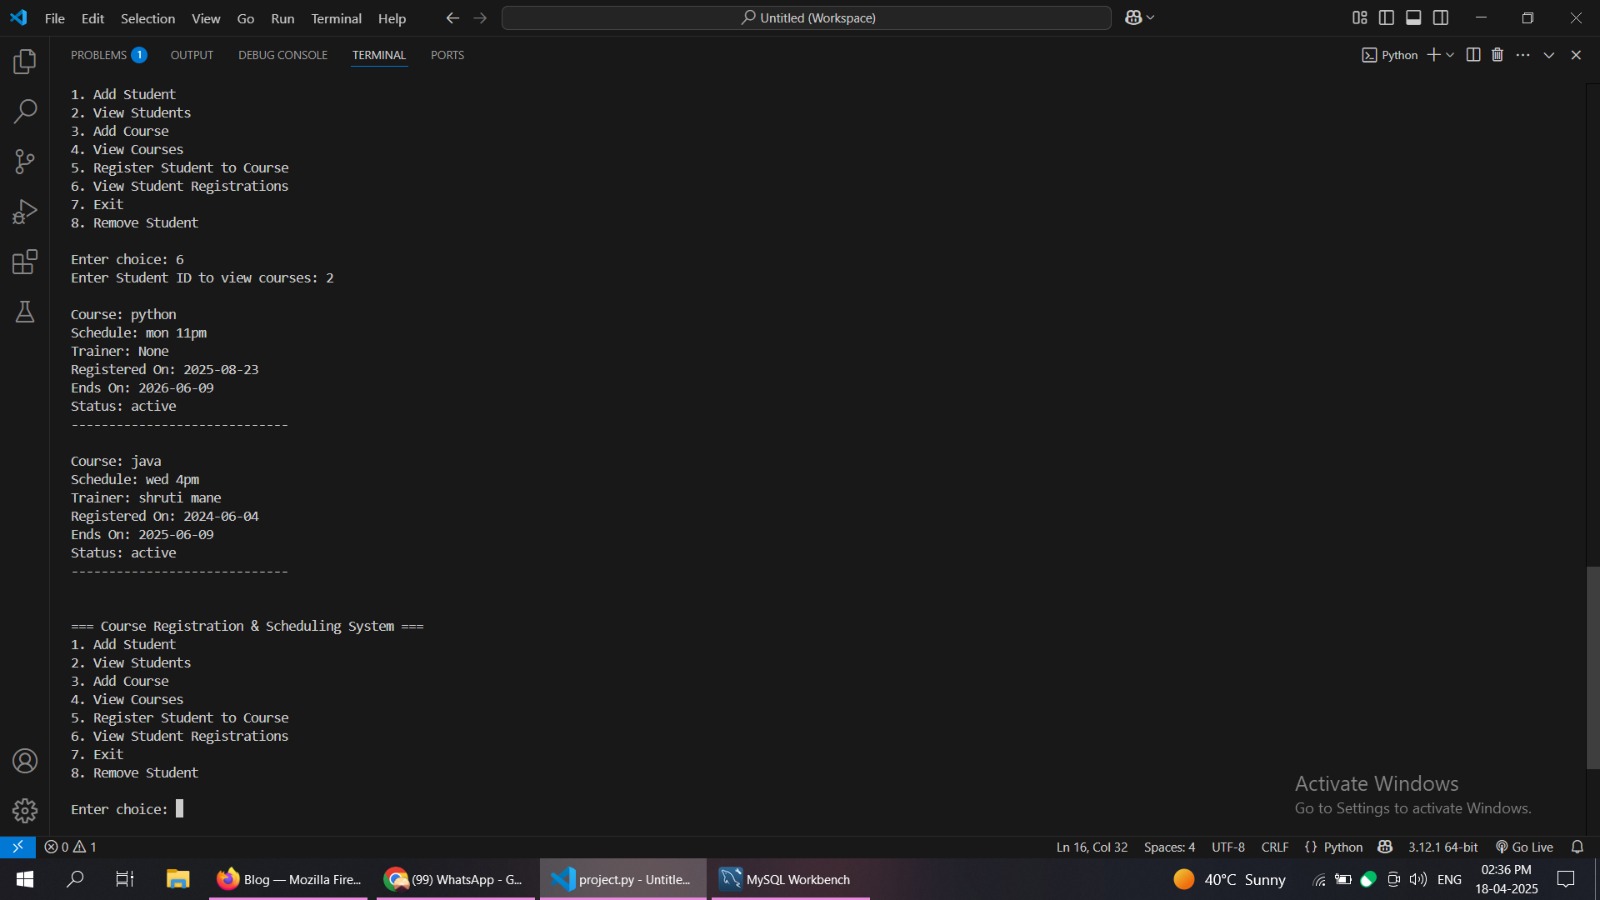 File Edit Selection View Go Run Terminal Help
Untitled (Workspace)
PROBLEMS 1 OUTPUT DEBUG CONSOLE TERMINAL PORTS
Python
1. Add Student
2. View Students
3. Add Course
4. View Courses
5. Register Student to Course
6. View Student Registrations
7. Exit
8. Remove Student
Enter choice: 6
Enter Student ID to view courses: 2
Course: python
Schedule: mon 11pm
Trainer: None
Registered On: 2025-08-23
Ends On: 2026-06-09
Status: active
-----------------------------
Course: java
Schedule: wed 4pm
Trainer: shruti mane
Registered On: 2024-06-04
Ends On: 2025-06-09
Status: active
-----------------------------
=== Course Registration & Scheduling System ===
1. Add Student
2. View Students
3. Add Course
4. View Courses
5. Register Student to Course
6. View Student Registrations
7. Exit
8. Remove Student
Enter choice:
Activate Windows
Go to Settings to activate Windows.
0 1
Ln 16, Col 32 Spaces: 4 UTF-8 CRLF {} Python 3.12.1 64-bit Go Live
Blog — Mozilla Fire...
(99) WhatsApp - G...
project.py - Untitle...
MySQL Workbench
40°C Sunny
ENG
02:36 PM
18-04-2025